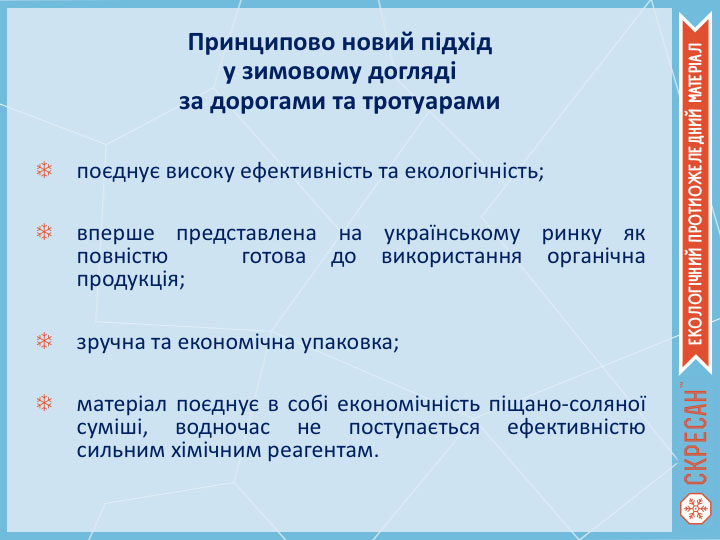 Принципово новий підхід
у зимовому догляді
за дорогами та тротуарами
поєднує високу ефективність та екологічність;
вперше представлена на українському ринку як
повністю готова до використання органічна
продукція;
зручна та економічна упаковка;
матеріал поєднує в собі економічність піщано-соляної
суміші, водночас не поступається ефективністю
сильним хімічним реагентам.
ЕКОЛОГІЧНИЙ ПРОТИОЖЕЛЕДНИЙ МАТЕРІАЛ
СКРЕСАН™